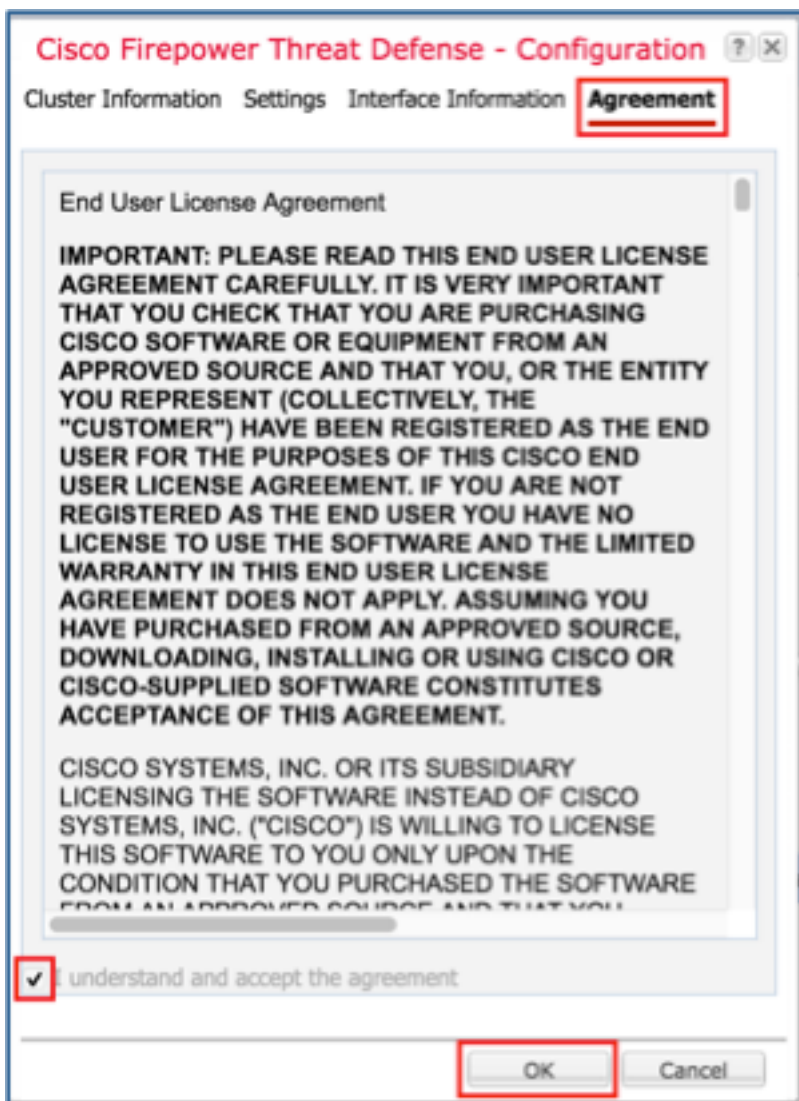 Cisco Firepower Threat Defense - Configuration ? X
Cluster Information Settings Interface Information Agreement
End User License Agreement
IMPORTANT: PLEASE READ THIS END USER LICENSE
AGREEMENT CAREFULLY. IT IS VERY IMPORTANT
THAT YOU CHECK THAT YOU ARE PURCHASING
CISCO SOFTWARE OR EQUIPMENT FROM AN
APPROVED SOURCE AND THAT YOU, OR THE ENTITY
YOU REPRESENT (COLLECTIVELY, THE
"CUSTOMER") HAVE BEEN REGISTERED AS THE END
USER FOR THE PURPOSES OF THIS CISCO END
USER LICENSE AGREEMENT. IF YOU ARE NOT
REGISTERED AS THE END USER YOU HAVE NO
LICENSE TO USE THE SOFTWARE AND THE LIMITED
WARRANTY IN THIS END USER LICENSE
AGREEMENT DOES NOT APPLY. ASSUMING YOU
HAVE PURCHASED FROM AN APPROVED SOURCE,
DOWNLOADING, INSTALLING OR USING CISCO OR
CISCO-SUPPLIED SOFTWARE CONSTITUTES
ACCEPTANCE OF THIS AGREEMENT.
CISCO SYSTEMS, INC. OR ITS SUBSIDIARY
LICENSING THE SOFTWARE INSTEAD OF CISCO
SYSTEMS, INC. ("CISCO") IS WILLING TO LICENSE
THIS SOFTWARE TO YOU ONLY UPON THE
CONDITION THAT YOU PURCHASED THE SOFTWARE
FROM AN APPROVED SOURCE AND THAT YOU
I understand and accept the agreement
OK Cancel